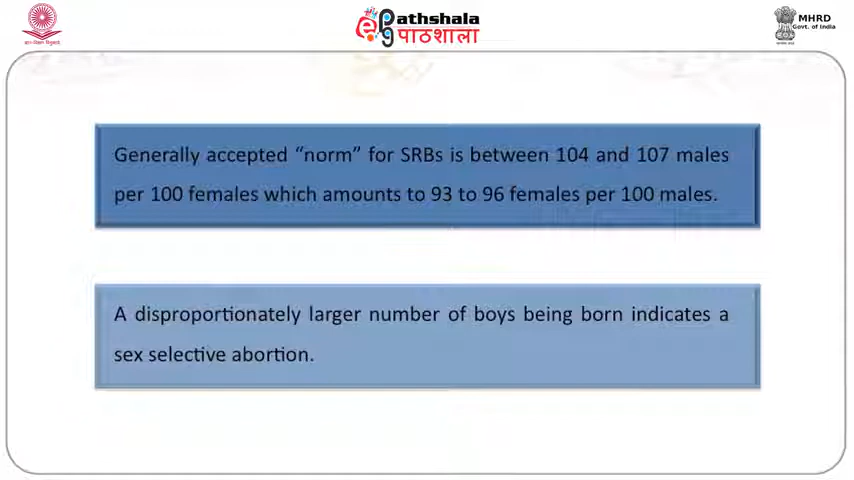 ePG Pathshala
पाठशाला
MHRD
Govt. of India
Generally accepted “norm” for SRBs is between 104 and 107 males
per 100 females which amounts to 93 to 96 females per 100 males.
A disproportionately larger number of boys being born indicates a
sex selective abortion.